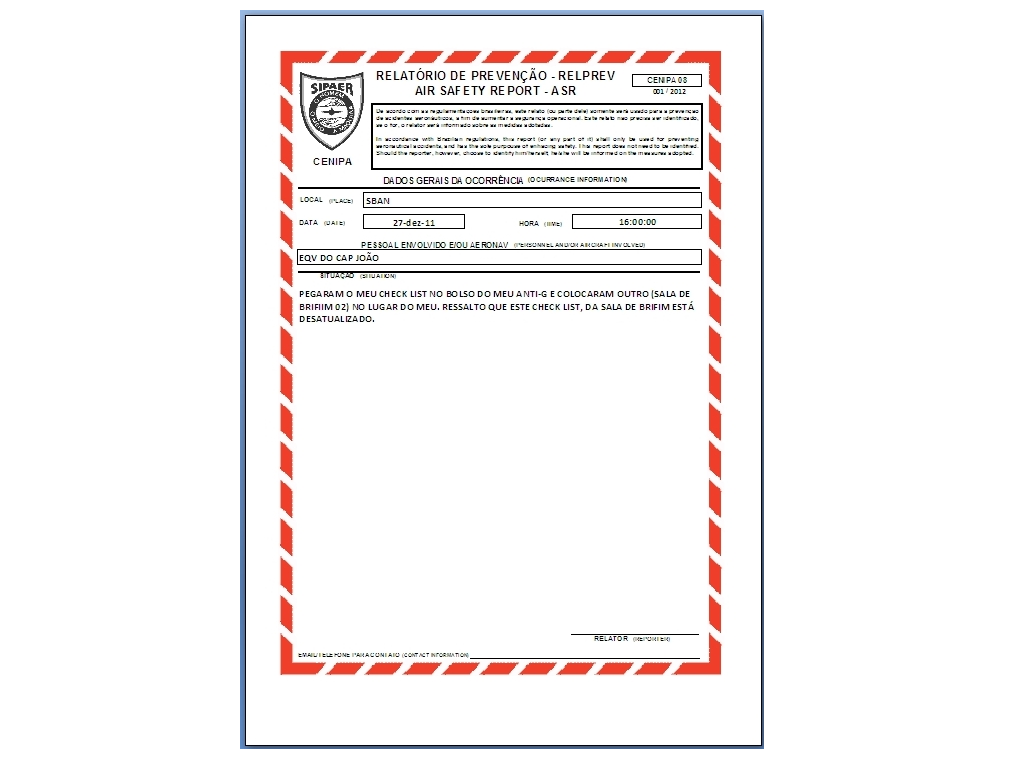 RELATÓRIO DE PREVENÇÃO - RELPREV
AIR SAFETY REPORT - ASR
CENIPA 08
001 / 2012
SIPAER
CENIPA
De acordo com as regulamentações brasileiras, este relato (ou parte dele) somente será usado para a prevenção
de acidentes aeronáuticos, a fim de aumentar a segurança operacional. Este relato não precisa ser identificado,
se o for, o relator será informado sobre as medidas adotadas.
In accordance with Brazilian regulations, this report (or any part of it) shall only be used for preventing
aeronautical accidents, and has the sole purpouse of enhacing safety. This report does not need to be identified.
Should the reporter, however, choose to identify him/herself, he/she will be informed on the measures adopted.
DADOS GERAIS DA OCORRÊNCIA (OCURRANCE INFORMATION)
LOCAL (PLACE) SBAN
DATA (DATE) 27-dez-11 HORA (TIME) 16:00:00
PESSOAL ENVOLVIDO E/OU AERONAV (PERSONNEL AND/OR AIRCRAFT INVOLVED)
EQV DO CAP JOÃO
SITUAÇÃO (SITUATION)
PEGARAM O MEU CHECK LIST NO BOLSO DO MEU ANTI-G E COLOCARAM OUTRO (SALA DE
BRIFIIM 02) NO LUGAR DO MEU. RESSALTO QUE ESTE CHECK LIST, DA SALA DE BRIFIM ESTÁ
DESATUALIZADO.
RELATOR (REPORTER)
EMAIL/TELEFONE PARA CONTATO (CONTACT INFORMATION)